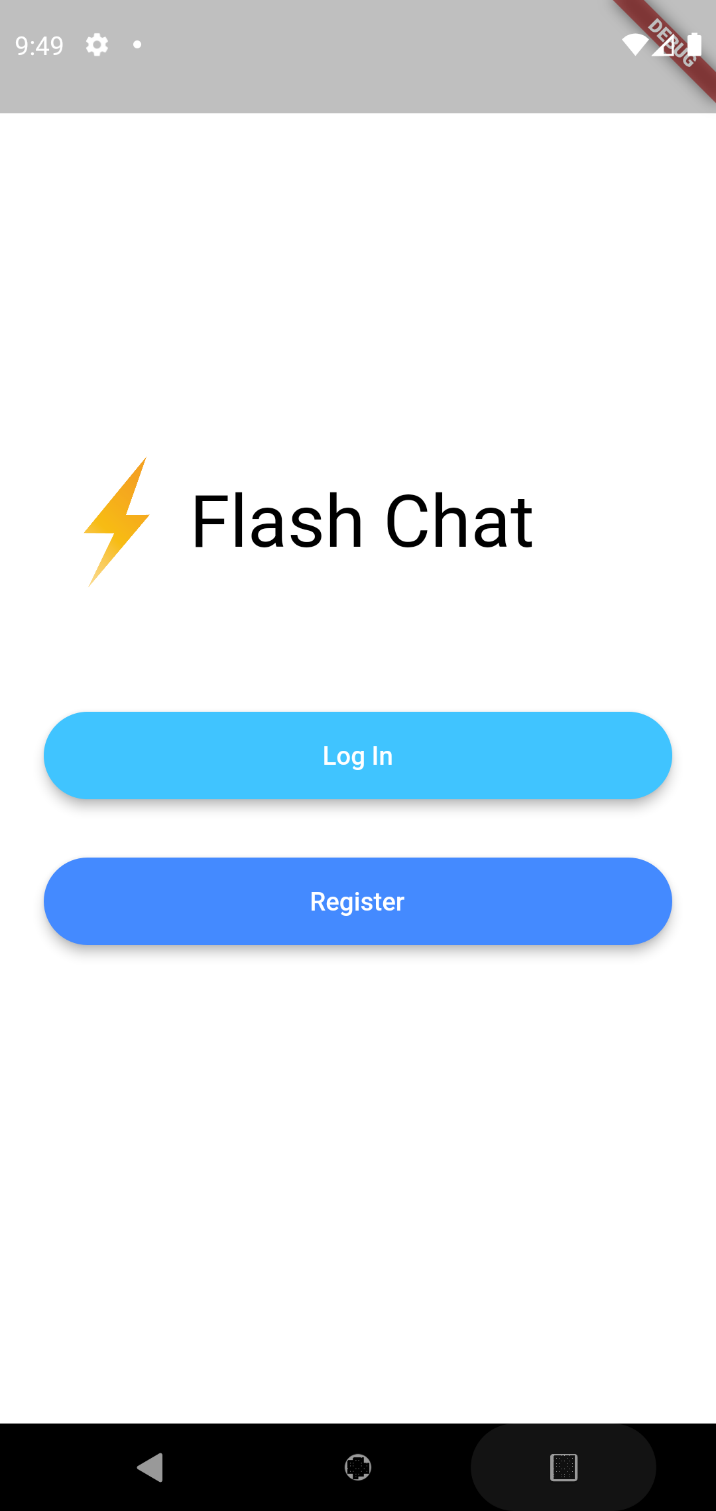 9:49
DEBUG
Flash Chat
Log In
Register